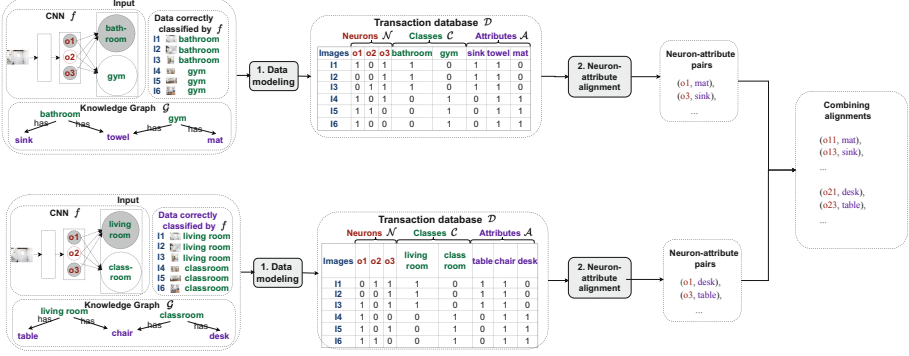 Input
CNN f
o1
o2
o3
bath-
room
gym
Data correctly
classified by f
I1 bathroom
I2 bathroom
I3 bathroom
I4 gym
I5 gym
I6 gym
Knowledge Graph G
bathroom gym
has has has has
sink towel mat
1. Data
modeling
Transaction database D
Neurons N Classes C Attributes A
Images o1 o2 o3 bathroom gym sink towel mat
I1 1 0 1 1 0 1 1 0
I2 1 0 0 1 0 1 1 0
I3 0 1 1 1 0 1 1 0
I4 1 0 0 0 1 0 1 1
I5 1 1 0 0 1 0 1 1
I6 1 0 0 0 1 0 1 1
2. Neuron-
attribute
alignment
Neuron-attribute
pairs
(o1, mat),
(o3, sink),
...
Combining
alignments
(o11, mat),
(o13, sink),
...
(o21, desk),
(o23, table),
...
Input
CNN f
o1
o2
o3
living
room
class-
room
Data correctly
classified by f
I1 living room
I2 living room
I3 living room
I4 classroom
I5 classroom
I6 classroom
Knowledge Graph G
living room classroom
has has has has
table chair desk
1. Data
modeling
Transaction database D
Neurons N Classes C Attributes A
Images o1 o2 o3 living room class room table chair desk
I1 0 1 1 1 0 1 1 0
I2 0 1 1 1 0 1 1 0
I3 0 1 1 1 0 1 1 0
I4 1 0 0 0 1 0 1 1
I5 1 0 1 0 1 0 1 1
I6 1 0 0 0 1 0 1 1
2. Neuron-
attribute
alignment
Neuron-attribute
pairs
(o1, desk),
(o3, table),
...